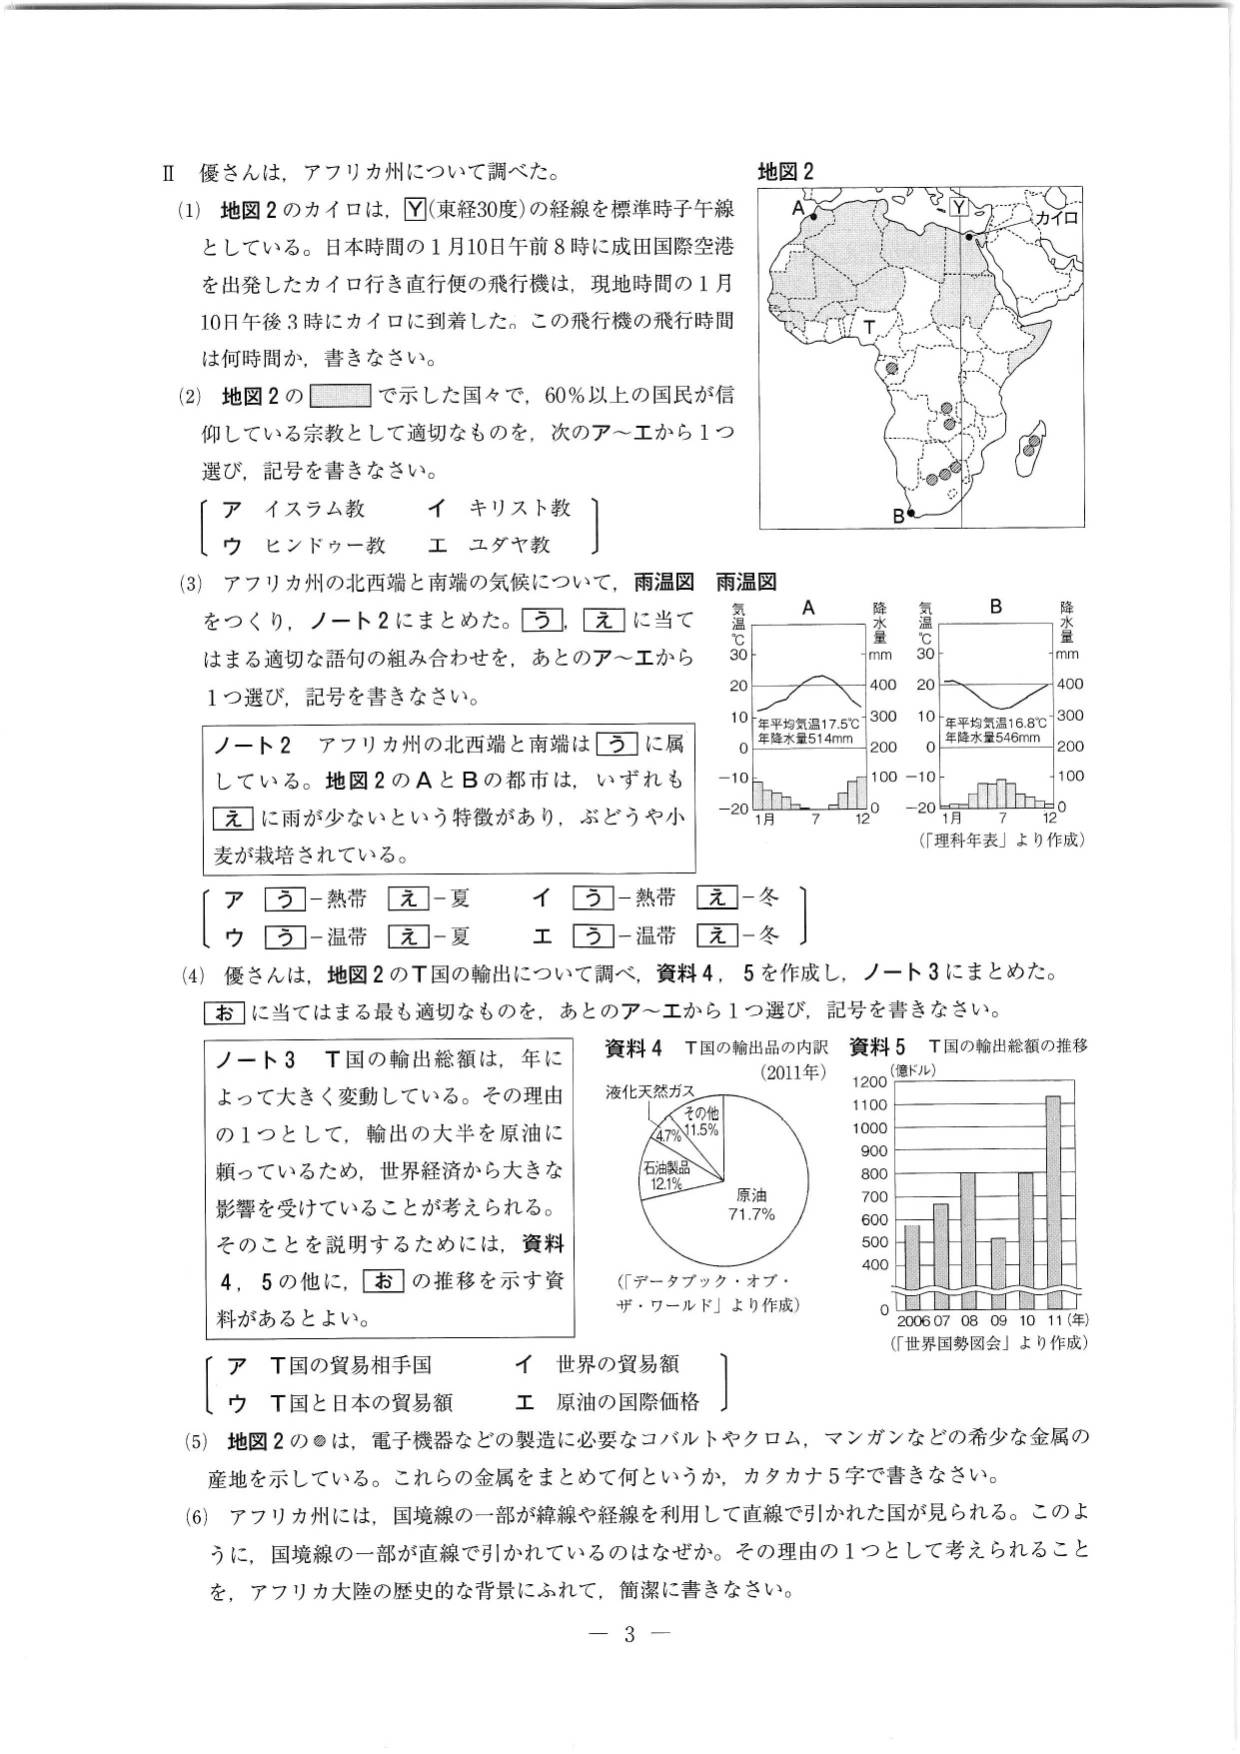 Ⅱ　優さんは，アフリカ州について調べた。
(1)　地図2のカイロは，Y(東経30度)の経線を標準時子午線
としている。日本時間の1月10日午前8時に成田国際空港
を出発したカイロ行き直行便の飛行機は，現地時間の1月
10日午後3時にカイロに到着した。この飛行機の飛行時間
は何時間か，書きなさい。
(2)　地図2の　　　で示した国々で，60％以上の国民が信
仰している宗教として適切なものを，次のア～エから1つ
選び，記号を書きなさい。
ア　イスラム教　　イ　キリスト教
ウ　ヒンドゥー教　　エ　ユダヤ教
地図2
A
Y
カイロ
T
B
(3)　アフリカ州の北西端と南端の気候について，雨温図
をつくり，ノート2にまとめた。う，えに当て
はまる適切な語句の組み合わせを，あとのア～エから
1つ選び，記号を書きなさい。
ノート2　アフリカ州の北西端と南端はうに属
している。地図2のAとBの都市は，いずれも
えに雨が少ないという特徴があり，ぶどうや小
麦が栽培されている。
雨温図
気温℃　A　降水量mm
30
20　400
10　300
年平均気温17.5℃
年降水量514mm
0　200
－10　100
－20　0
1月　7　12
気温℃　B　降水量mm
30
20　400
10　300
年平均気温16.8℃
年降水量546mm
0　200
－10　100
－20　0
1月　7　12
(「理科年表」より作成)
ア　う－熱帯　え－夏　　イ　う－熱帯　え－冬
ウ　う－温帯　え－夏　　エ　う－温帯　え－冬
(4)　優さんは，地図2のT国の輸出について調べ，資料4，5を作成し，ノート3にまとめた。
おに当てはまる最も適切なものを，あとのア～エから1つ選び，記号を書きなさい。
ノート3　T国の輸出総額は，年に
よって大きく変動している。その理由
の1つとして，輸出の大半を原油に
頼っているため，世界経済から大きな
影響を受けていることが考えられる。
そのことを説明するためには，資料
4，5の他に，おの推移を示す資
料があるとよい。
資料4　T国の輸出品の内訳
(2011年)
液化天然ガス
4.7%
その他
11.5%
石油製品
12.1%
原油
71.7%
(「データブック・オブ・
ザ・ワールド」より作成)
資料5　T国の輸出総額の推移
(億ドル)
1200
1100
1000
900
800
700
600
500
400
0
2006 07 08 09 10 11 (年)
(「世界国勢図会」より作成)
ア　T国の貿易相手国　　イ　世界の貿易額
ウ　T国と日本の貿易額　　エ　原油の国際価格
(5)　地図2の●は，電子機器などの製造に必要なコバルトやクロム，マンガンなどの希少な金属の
産地を示している。これらの金属をまとめて何というか，カタカナ5字で書きなさい。
(6)　アフリカ州には，国境線の一部が緯線や経線を利用して直線で引かれた国が見られる。このよ
うに，国境線の一部が直線で引かれているのはなぜか。その理由の1つとして考えられること
を，アフリカ大陸の歴史的な背景にふれて，簡潔に書きなさい。
― 3 ―